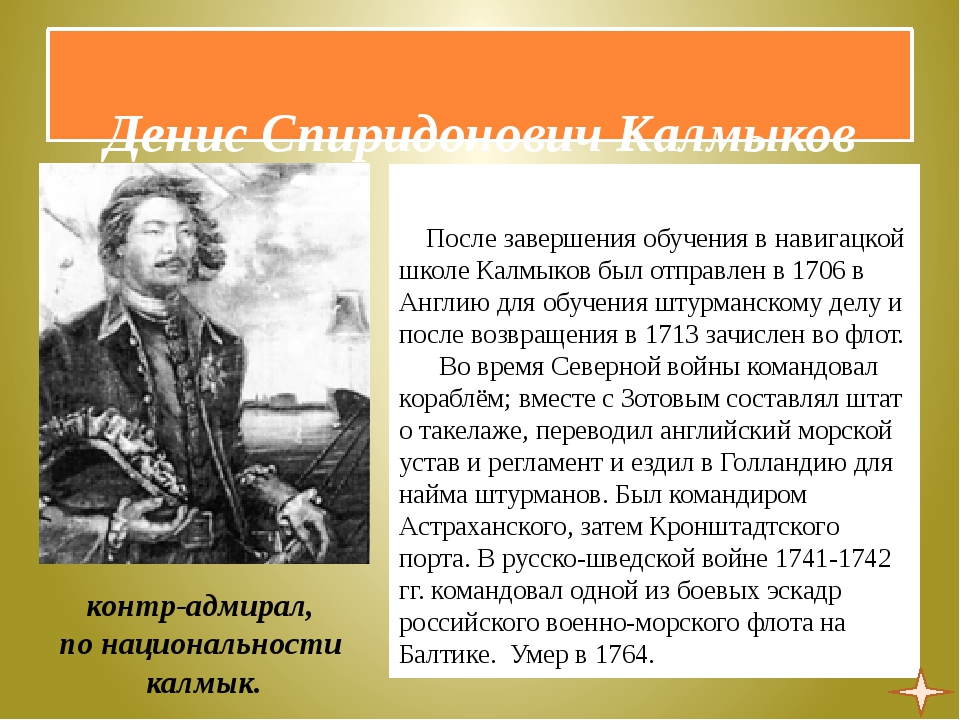 Денис Спиридонович Калмыков
После завершения обучения в навигацкой
школе Калмыков был отправлен в 1706 в
Англию для обучения штурманскому делу и
после возвращения в 1713 зачислен во флот.
Во время Северной войны командовал
кораблём; вместе с Зотовым составлял штат
о такелаже, переводил английский морской
устав и регламент и ездил в Голландию для
найма штурманов. Был командиром
Астраханского, затем Кронштадтского
порта. В русско-шведской войне 1741-1742
гг. командовал одной из боевых эскадр
российского военно-морского флота на
Балтике. Умер в 1764.
контр-адмирал,
по национальности
калмык.